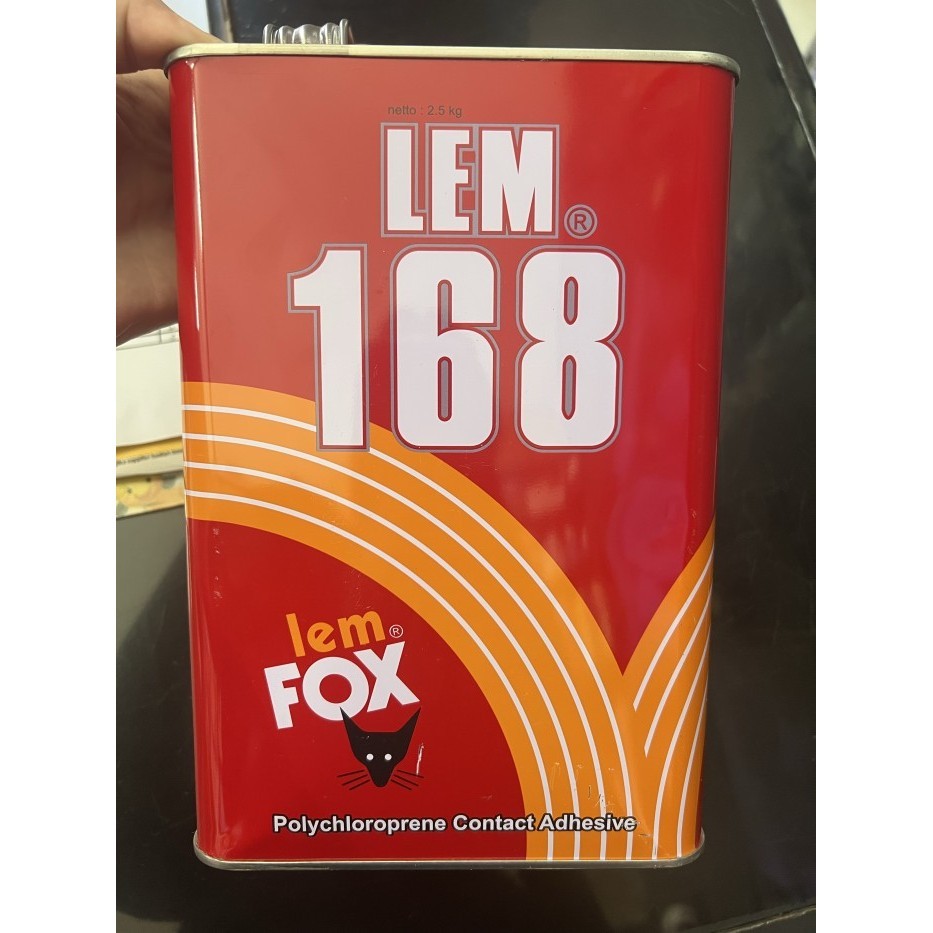 netto : 2.5 kg
LEM ®
168
lem ®
FOX
Polychloroprene Contact Adhesive